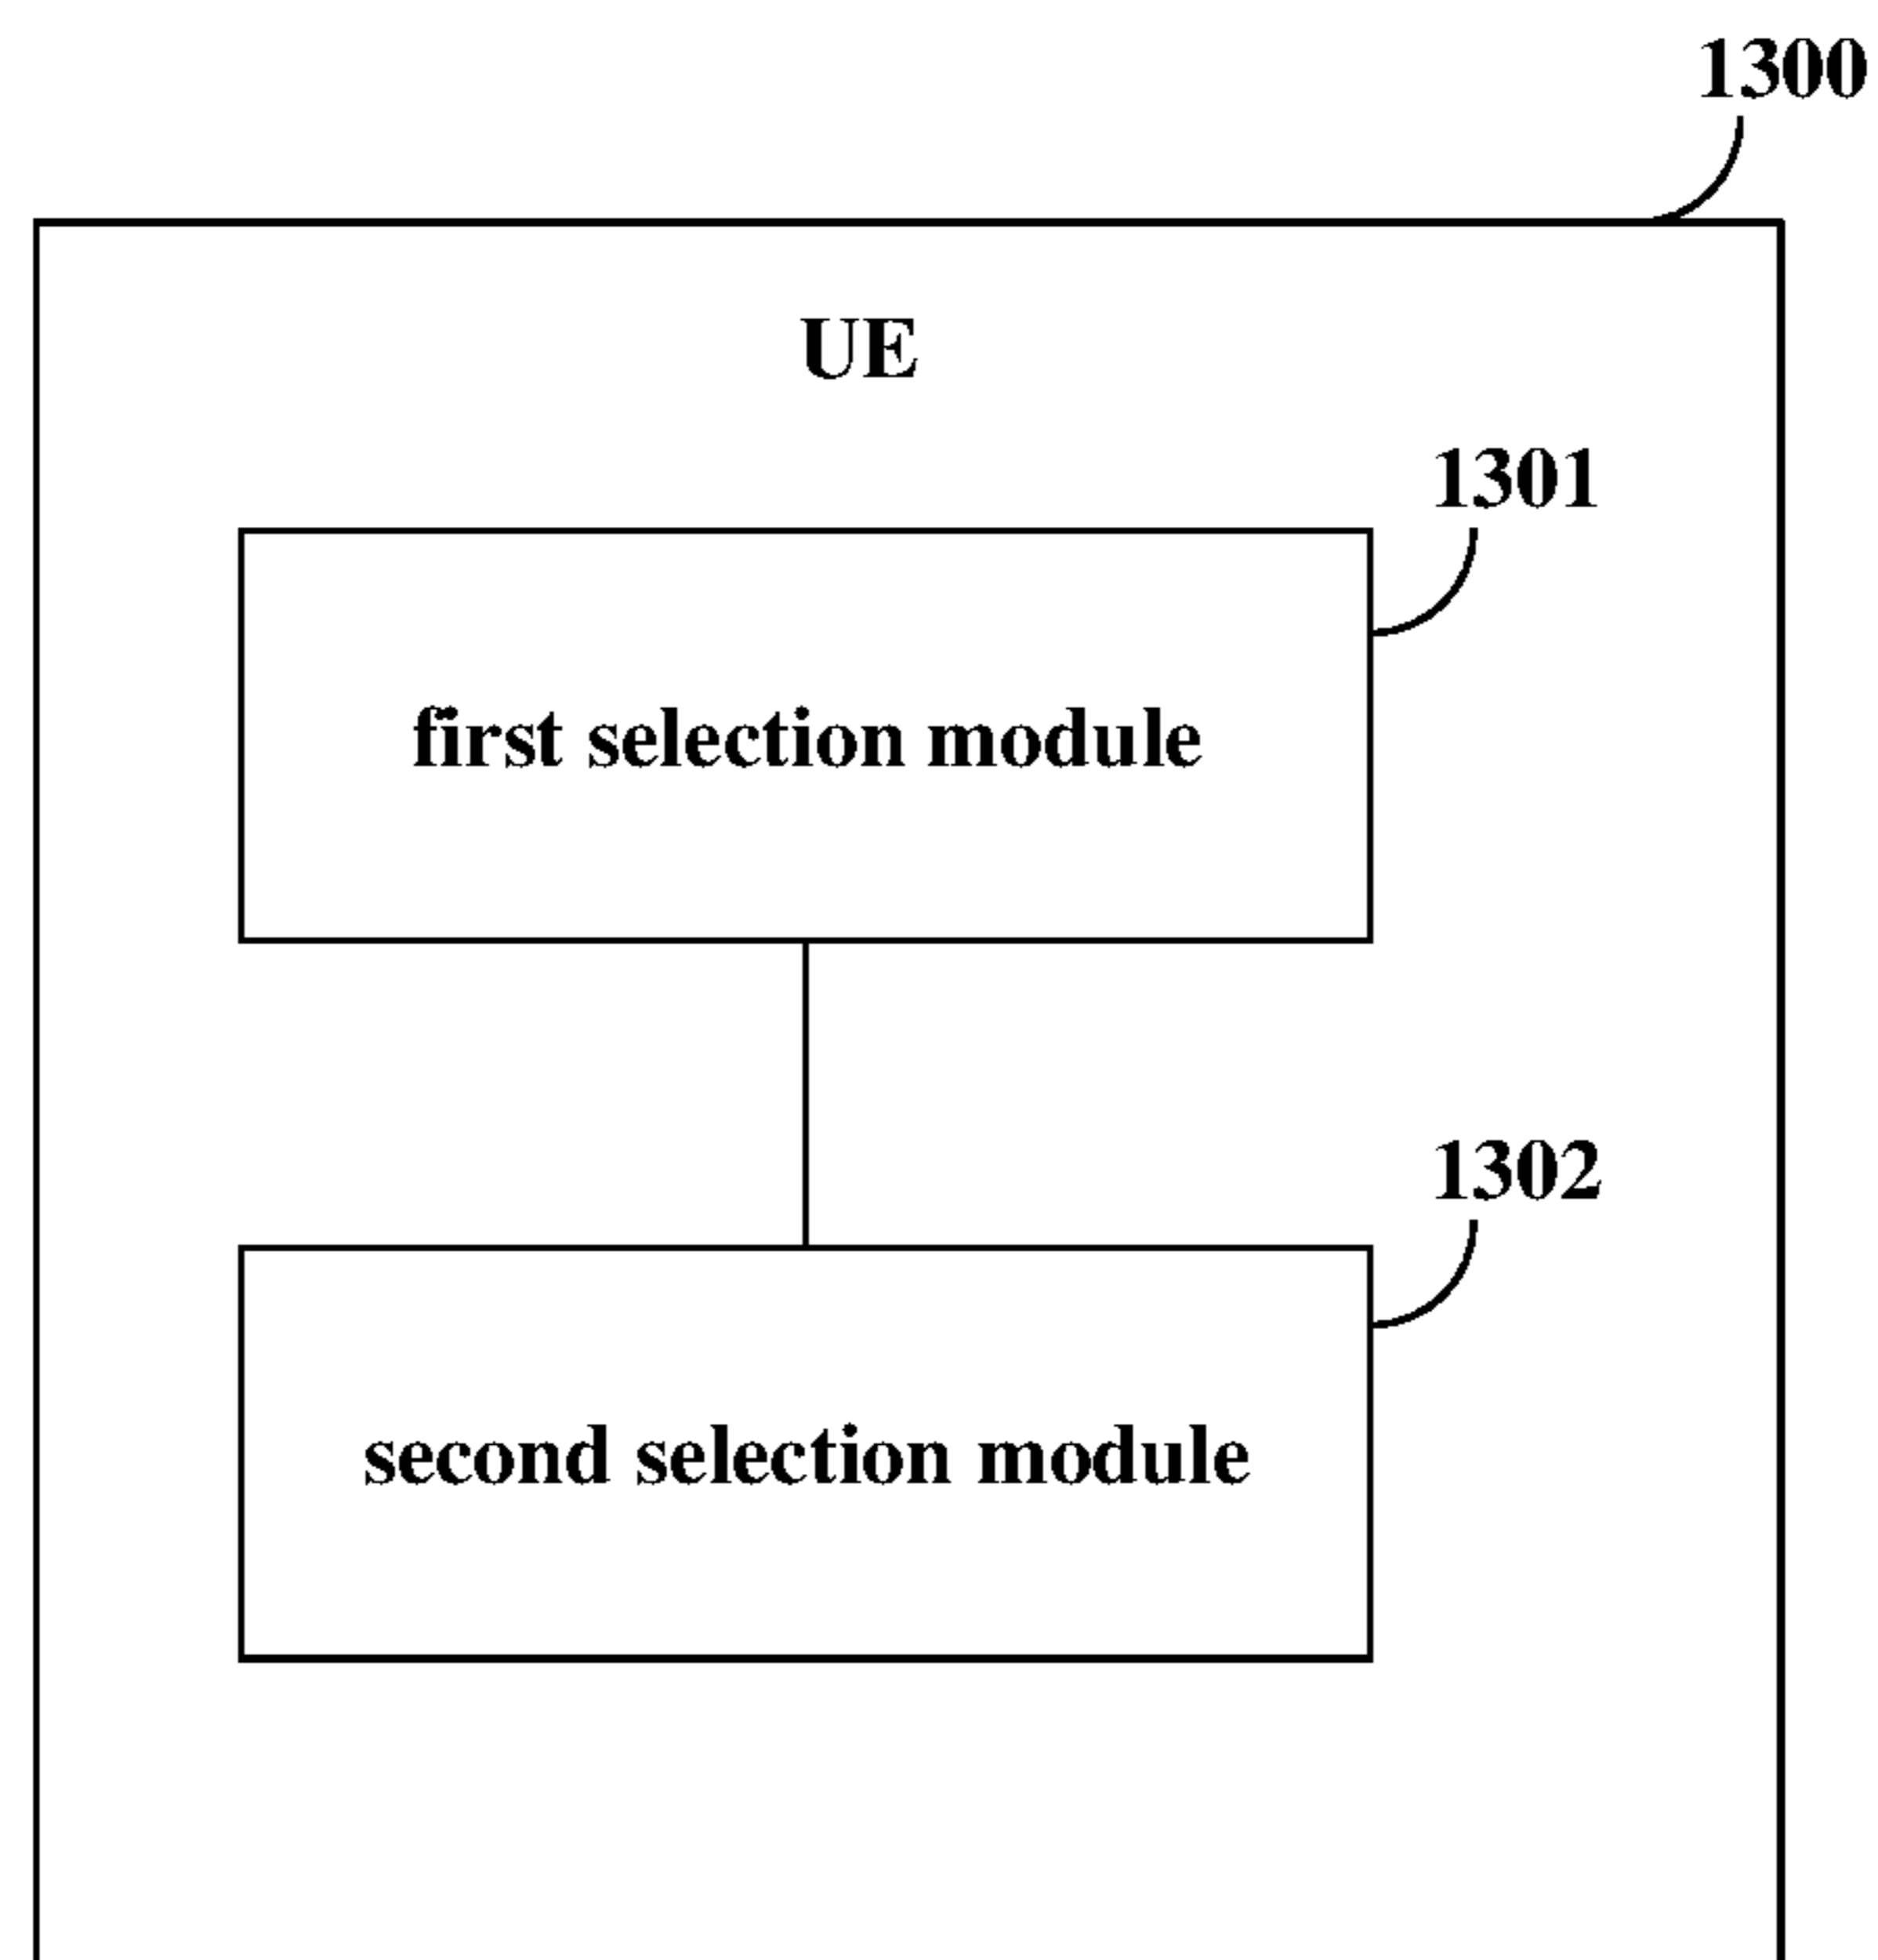 1300
UE
1301
first selection module
1302
second selection module